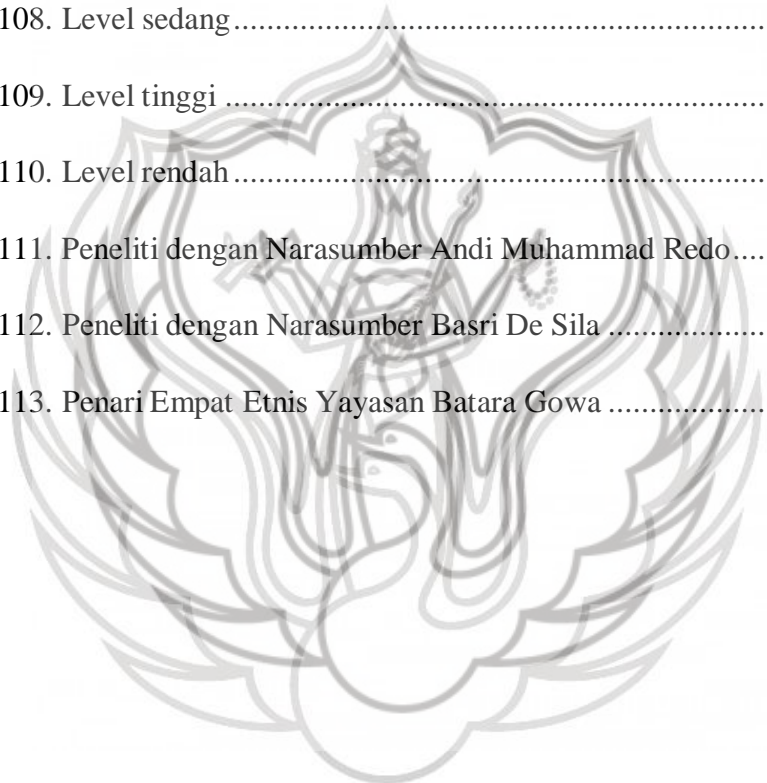 108. Level sedang......................................................
109. Level tinggi .......................................................
110. Level rendah......................................................
111. Peneliti dengan Narasumber Andi Muhammad Redo....
112. Peneliti dengan Narasumber Basri De Sila ..................
113. Penari Empat Etnis Yayasan Batara Gowa ..................